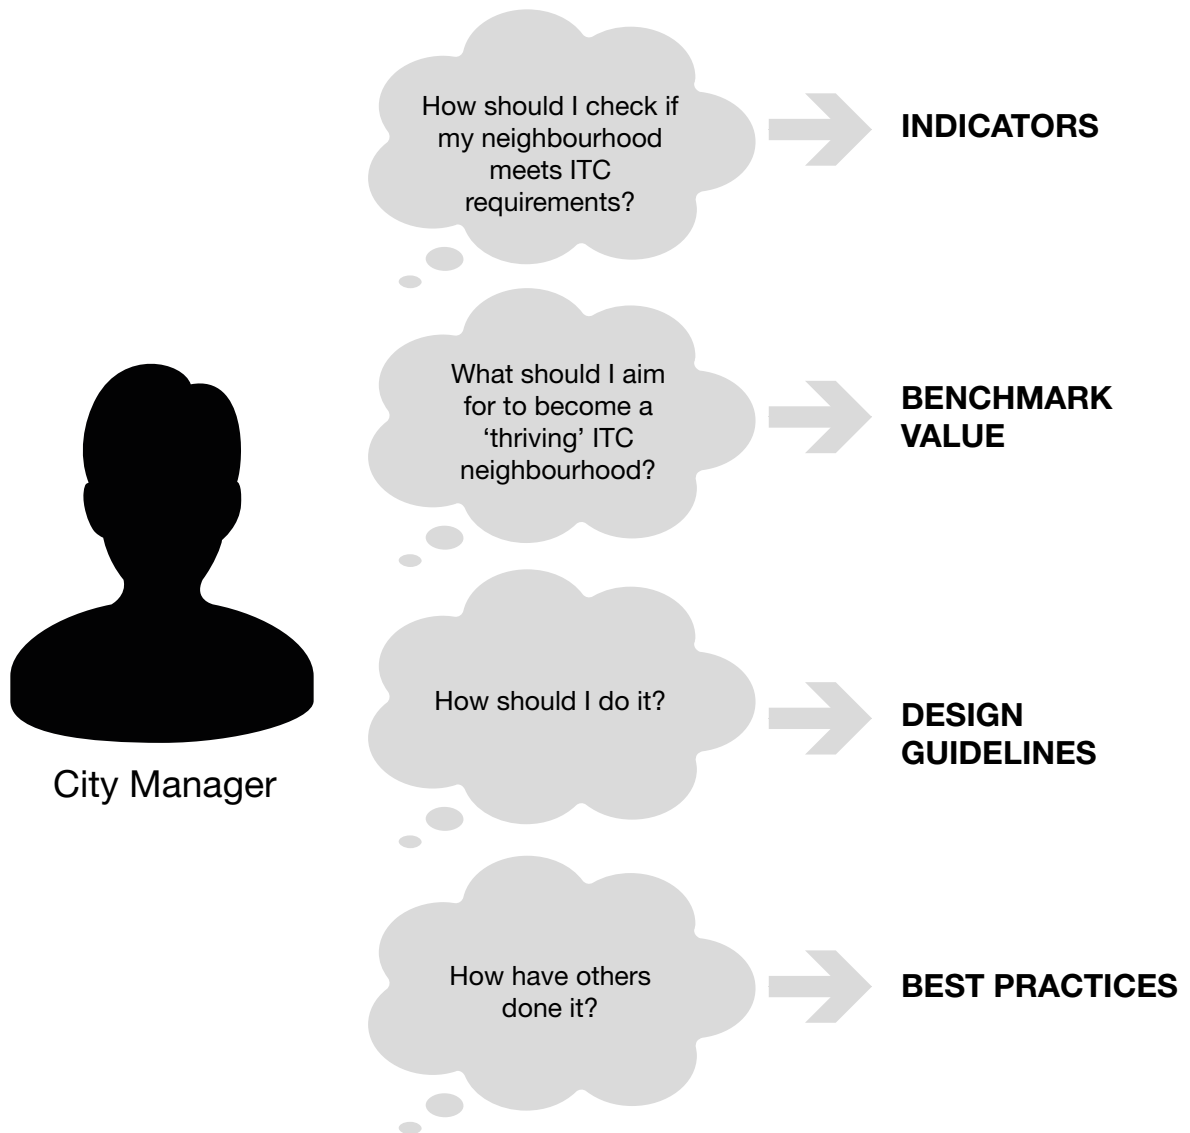 How should I check if
my neighbourhood
meets ITC
requirements?
INDICATORS
What should I aim
for to become a
‘thriving’ ITC
neighbourhood?
BENCHMARK
VALUE
How should I do it?
DESIGN
GUIDELINES
City Manager
How have others
done it?
BEST PRACTICES